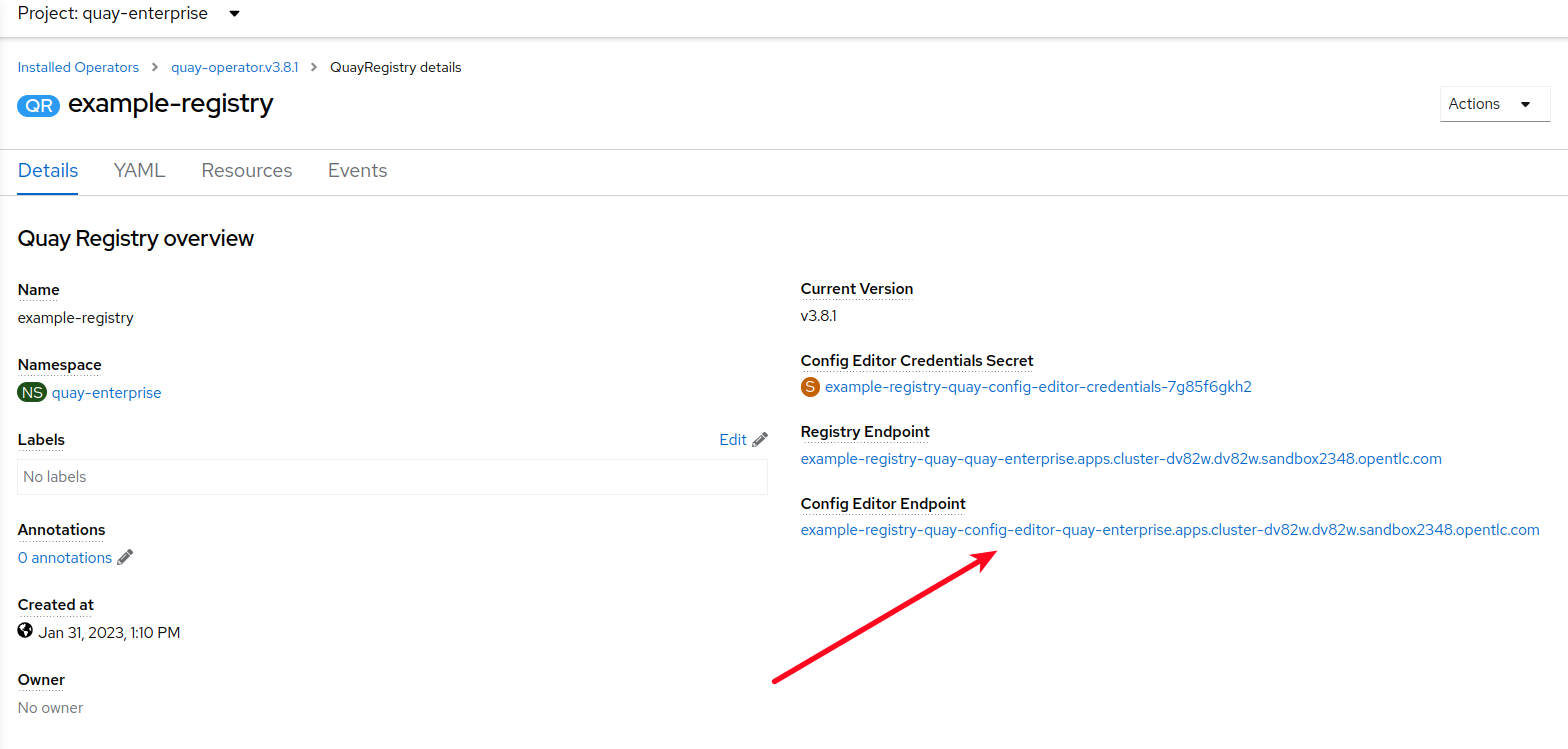 Project: quay-enterprise
Installed Operators > quay-operator.v3.8.1 > QuayRegistry details
QR example-registry
Actions
Details YAML Resources Events
Quay Registry overview
Name
example-registry
Namespace
NS quay-enterprise
Labels Edit
No labels
Annotations
0 annotations
Created at
Jan 31, 2023, 1:10 PM
Owner
No owner
Current Version
v3.8.1
Config Editor Credentials Secret
S example-registry-quay-config-editor-credentials-7g85f6gkh2
Registry Endpoint
example-registry-quay-quay-enterprise.apps.cluster-dv82w.dv82w.sandbox2348.opentlc.com
Config Editor Endpoint
example-registry-quay-config-editor-quay-enterprise.apps.cluster-dv82w.dv82w.sandbox2348.opentlc.com